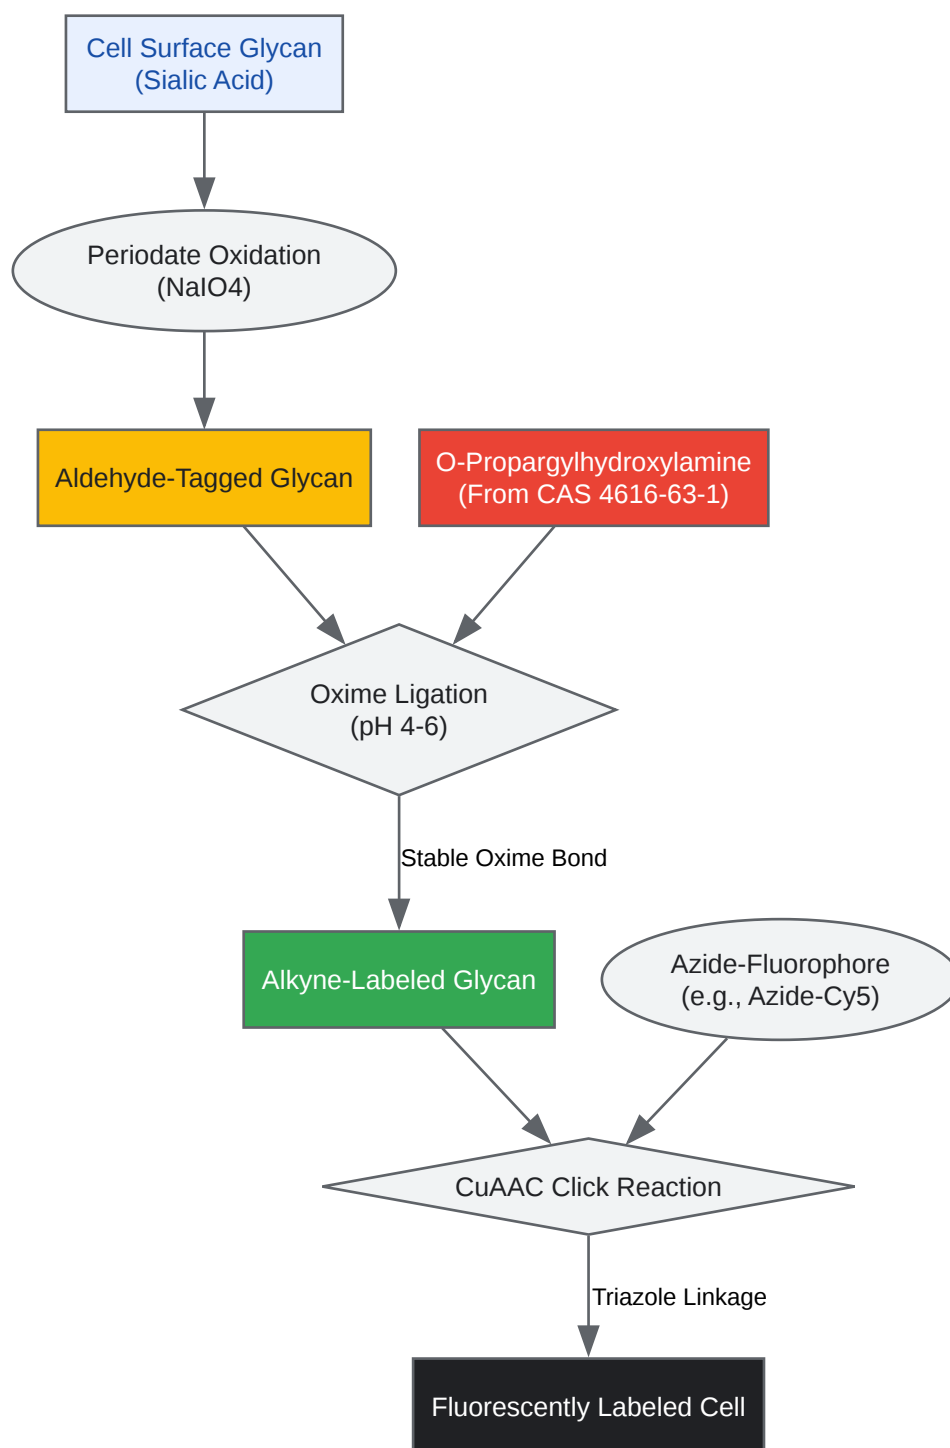 Cell Surface Glycan
(Sialic Acid)
Periodate Oxidation
(NaIO4)
Aldehyde-Tagged Glycan
O-Propargylhydroxylamine
(From CAS 4616-63-1)
Oxime Ligation
(pH 4-6)
Stable Oxime Bond
Alkyne-Labeled Glycan
Azide-Fluorophore
(e.g., Azide-Cy5)
CuAAC Click Reaction
Triazole Linkage
Fluorescently Labeled Cell